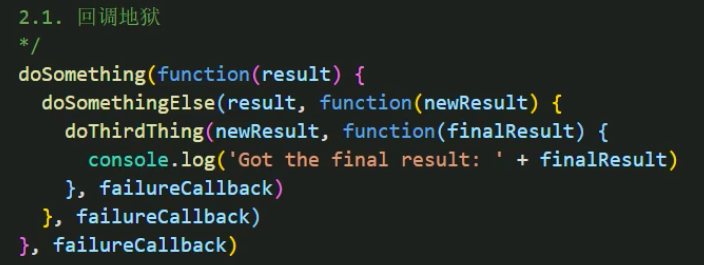 2.1. 回调地狱
*/
doSomething(function(result) {
  doSomethingElse(result, function(newResult) {
    doThirdThing(newResult, function(finalResult) {
      console.log('Got the final result: ' + finalResult)
    }, failureCallback)
  }, failureCallback)
}, failureCallback)